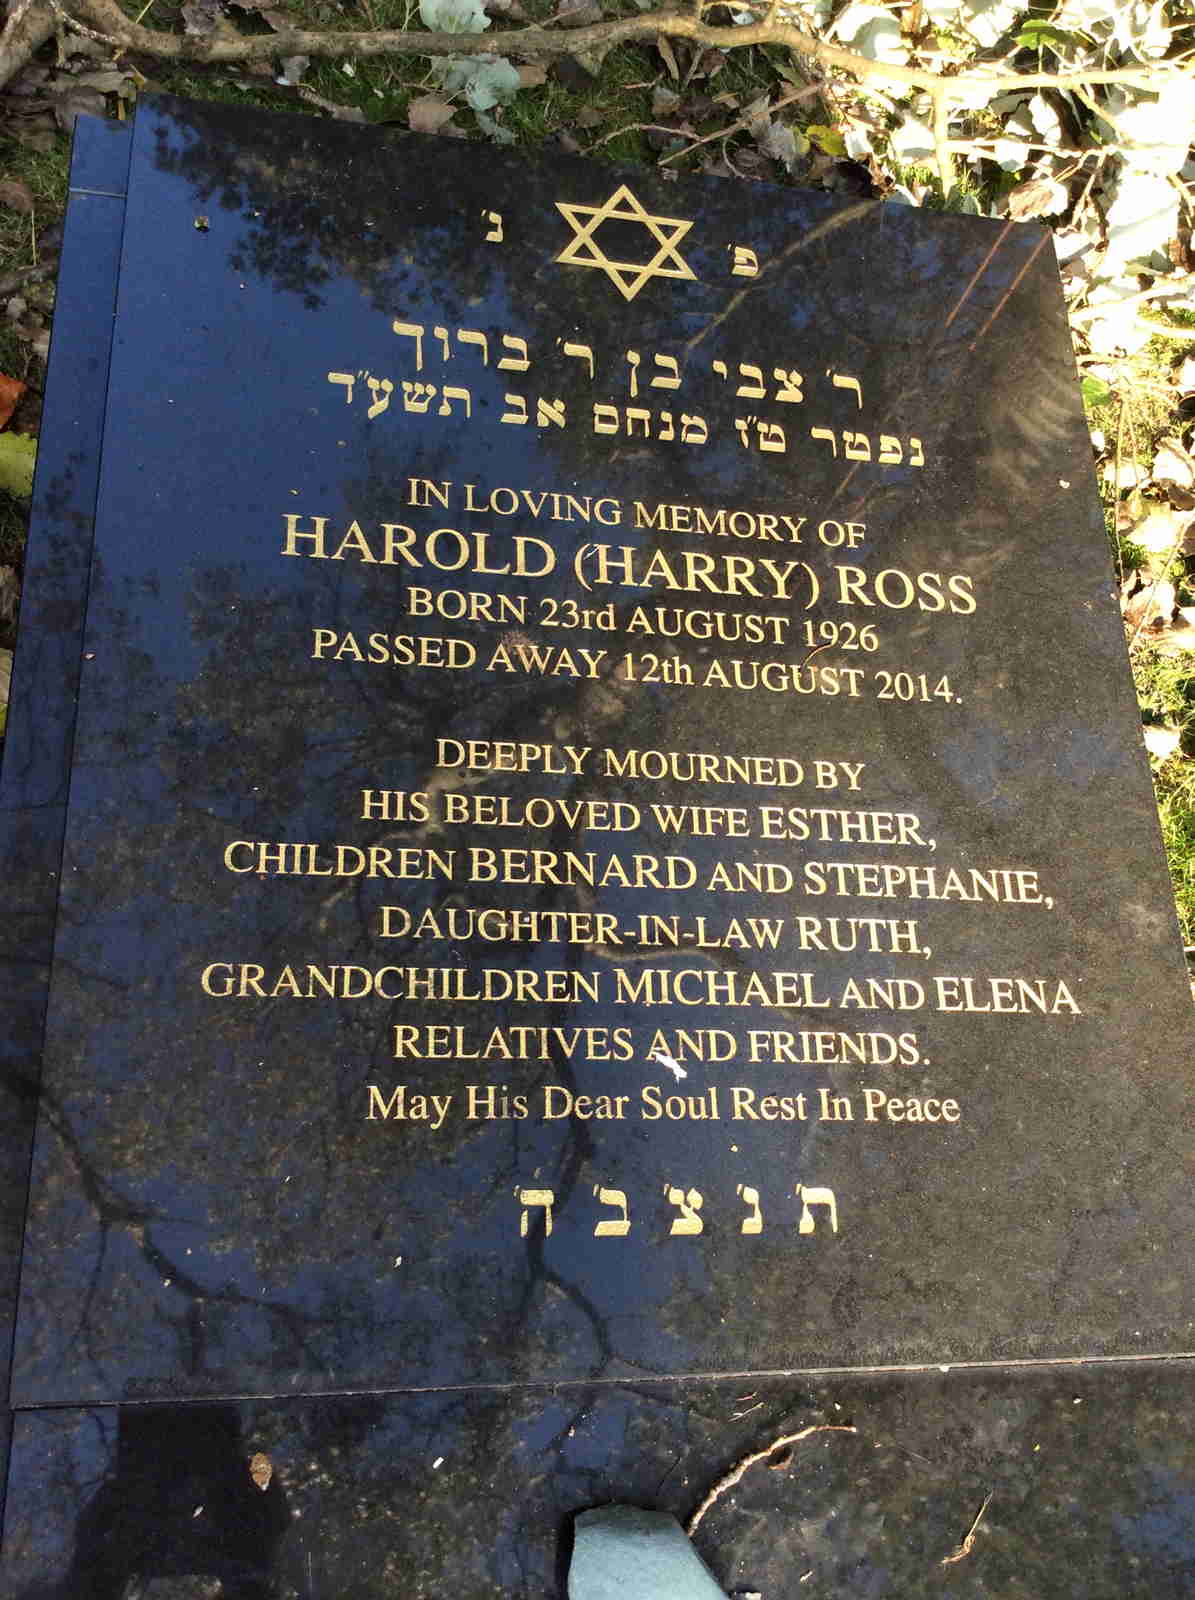 פ׳ נ׳
ר׳ צבי בן ר׳ ברוך
נפטר ט״ז מנחם אב תשע״ד
IN LOVING MEMORY OF
HAROLD (HARRY) ROSS
BORN 23rd AUGUST 1926
PASSED AWAY 12th AUGUST 2014.
DEEPLY MOURNED BY
HIS BELOVED WIFE ESTHER,
CHILDREN BERNARD AND STEPHANIE,
DAUGHTER-IN-LAW RUTH,
GRANDCHILDREN MICHAEL AND ELENA
RELATIVES AND FRIENDS.
May His Dear Soul Rest In Peace
ת׳ נ׳ צ׳ ב׳ ה׳